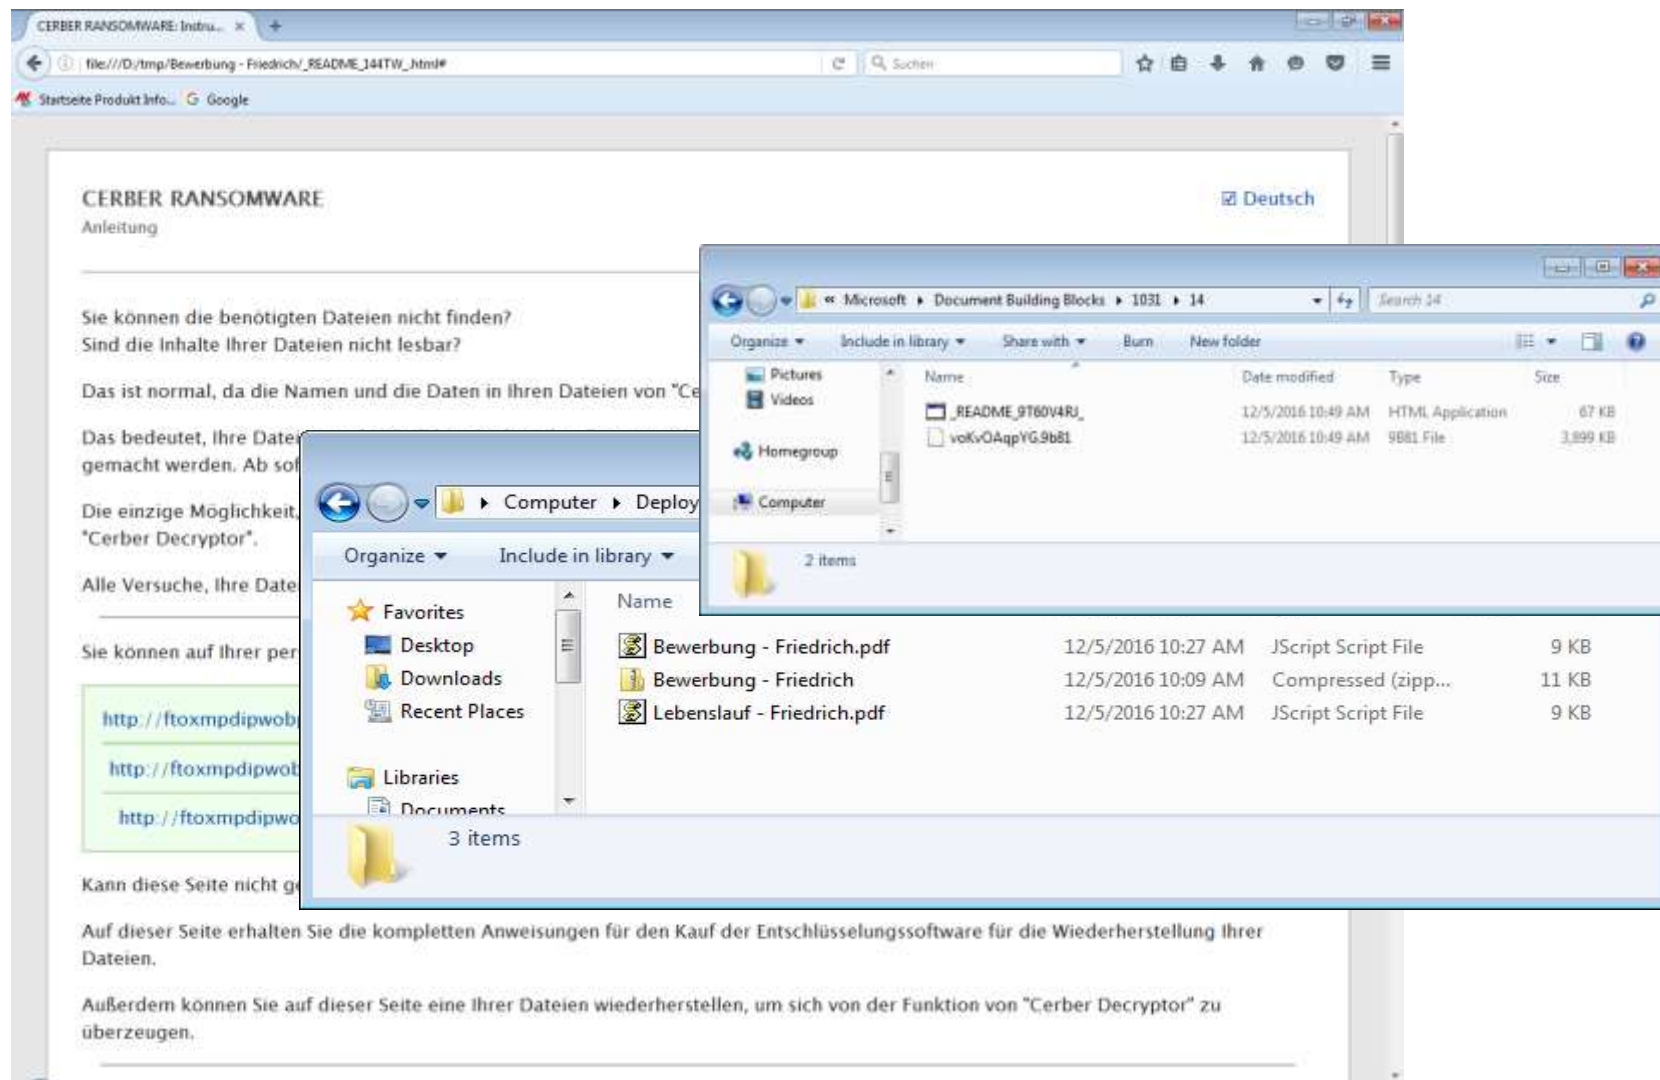 CERBER RANSOMWARE: Instru...
file:///D:/tmp/Bewerbung - Friedrich/_README_144TW_.html#
Suchen
Startseite Produkt Info...
G Google
CERBER RANSOMWARE
Deutsch
Anleitung
Sie können die benötigten Dateien nicht finden?
Sind die Inhalte Ihrer Dateien nicht lesbar?
Das ist normal, da die Namen und die Daten in Ihren Dateien von "Ce
Das bedeutet, Ihre Datei
gemacht werden. Ab sof
Die einzige Möglichkeit,
"Cerber Decryptor".
Alle Versuche, Ihre Date
Sie können auf Ihrer per
http://ftoxmpdipwobp
http://ftoxmpdipwob
http://ftoxmpdipwo
Kann diese Seite nicht g
Auf dieser Seite erhalten Sie die kompletten Anweisungen für den Kauf der Entschlüsselungssoftware für die Wiederherstellung Ihrer
Dateien.
Außerdem können Sie auf dieser Seite eine Ihrer Dateien wiederherstellen, um sich von der Funktion von "Cerber Decryptor" zu
überzeugen.
« Microsoft Document Building Blocks 1031 14
Search 14
Organize Include in library Share with Burn New folder
Pictures
Videos
Homegroup
Computer
Name Date modified Type Size
_README_9T60V4RJ_ 12/5/2016 10:49 AM HTML Application 67 KB
voKvOAqpYG.9b81 12/5/2016 10:49 AM 9B81 File 3,899 KB
2 items
Computer Deploy
Organize Include in library
Favorites
Desktop
Downloads
Recent Places
Libraries
Documents
Name
Bewerbung - Friedrich.pdf 12/5/2016 10:27 AM JScript Script File 9 KB
Bewerbung - Friedrich 12/5/2016 10:09 AM Compressed (zipp... 11 KB
Lebenslauf - Friedrich.pdf 12/5/2016 10:27 AM JScript Script File 9 KB
3 items